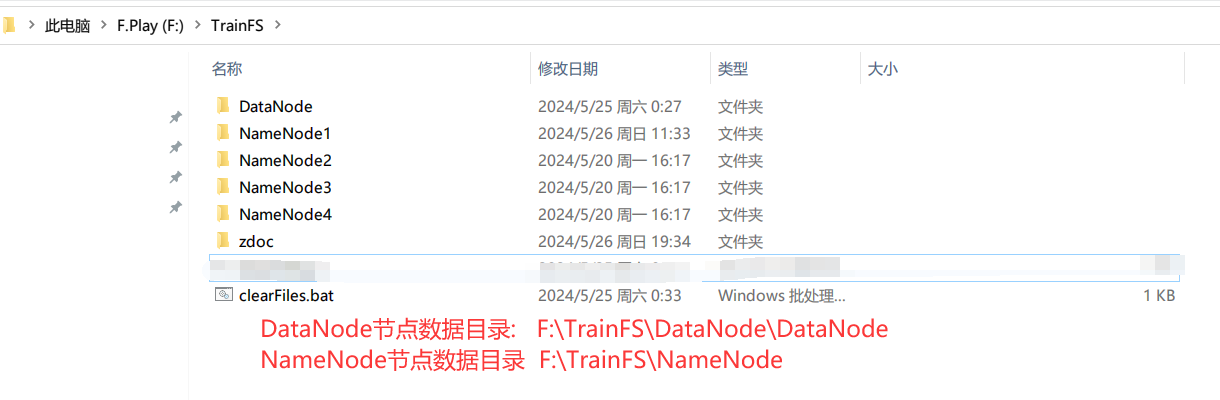 此电脑 > F.Play (F:) > TrainFS >
名称 修改日期 类型 大小
DataNode 2024/5/25 周六 0:27 文件夹
NameNode1 2024/5/26 周日 11:33 文件夹
NameNode2 2024/5/20 周一 16:17 文件夹
NameNode3 2024/5/20 周一 16:17 文件夹
NameNode4 2024/5/20 周一 16:17 文件夹
zdoc 2024/5/26 周日 19:34 文件夹
clearFiles.bat 2024/5/25 周六 0:33 Windows 批处理... 1 KB
DataNode节点数据目录: F:\TrainFS\DataNode\DataNode
NameNode节点数据目录 F:\TrainFS\NameNode